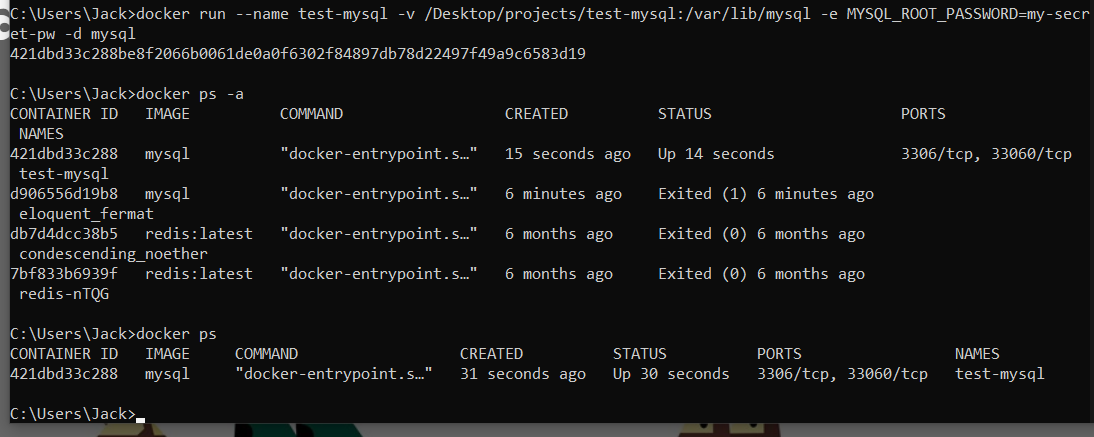 C:\Users\Jack>docker run --name test-mysql -v /Desktop/projects/test-mysql:/var/lib/mysql -e MYSQL_ROOT_PASSWORD=my-secr
et-pw -d mysql
421dbd33c288be8f2066b0061de0a0f6302f84897db78d22497f49a9c6583d19
C:\Users\Jack>docker ps -a
CONTAINER ID   IMAGE          COMMAND                  CREATED          STATUS                     PORTS
 NAMES
421dbd33c288   mysql          "docker-entrypoint.s…"   15 seconds ago   Up 14 seconds              3306/tcp, 33060/tcp
 test-mysql
d906556d19b8   mysql          "docker-entrypoint.s…"   6 minutes ago    Exited (1) 6 minutes ago
 eloquent_fermat
db7d4dcc38b5   redis:latest   "docker-entrypoint.s…"   6 months ago     Exited (0) 6 months ago
 condescending_noether
7bf833b6939f   redis:latest   "docker-entrypoint.s…"   6 months ago     Exited (0) 6 months ago
 redis-nTQG
C:\Users\Jack>docker ps
CONTAINER ID   IMAGE     COMMAND                  CREATED          STATUS          PORTS                 NAMES
421dbd33c288   mysql     "docker-entrypoint.s…"   31 seconds ago   Up 30 seconds   3306/tcp, 33060/tcp   test-mysql
C:\Users\Jack>